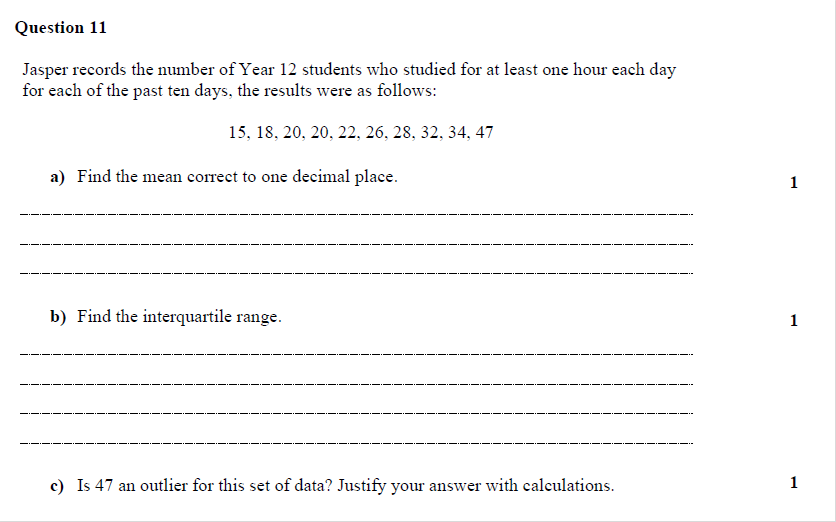 Question 11
Jasper records the number of Year 12 students who studied for at least one hour each day
for each of the past ten days, the results were as follows:
15, 18, 20, 20, 22, 26, 28, 32, 34, 47
a) Find the mean correct to one decimal place.
1
b) Find the interquartile range.
1
c) Is 47 an outlier for this set of data? Justify your answer with calculations.
1